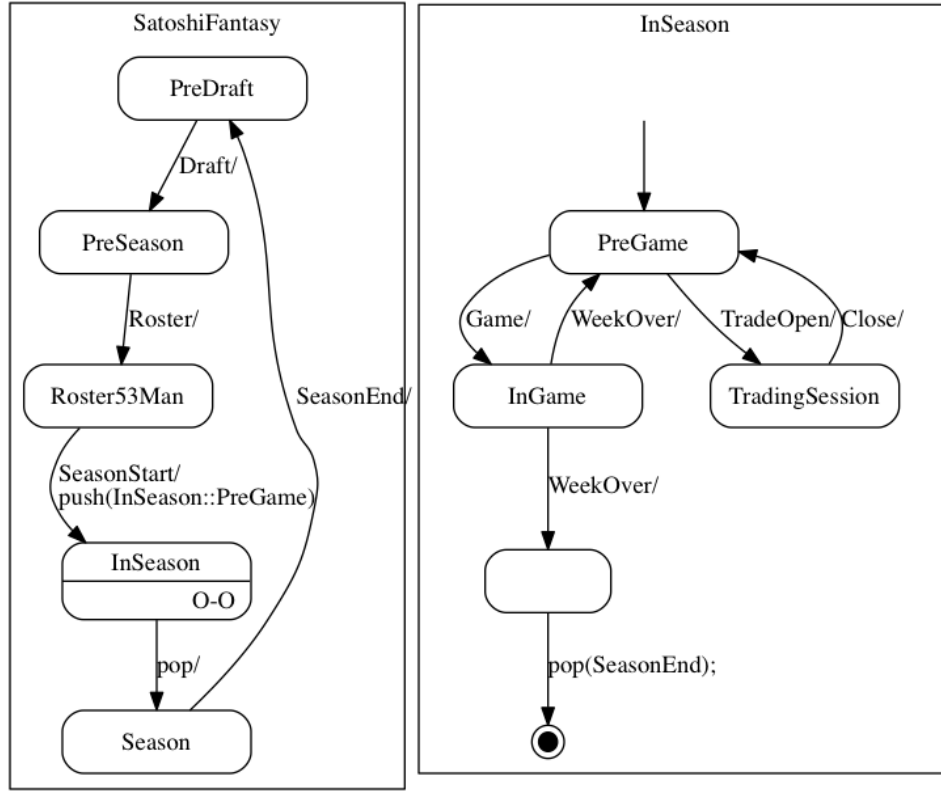 SatoshiFantasy
PreDraft
Draft/
PreSeason
Roster/
Roster53Man
SeasonEnd/
SeasonStart/
push(InSeason::PreGame)
InSeason
O-O
pop/
Season
InSeason
PreGame
Game/
WeekOver/
TradeOpen/
Close/
InGame
TradingSession
WeekOver/
pop(SeasonEnd);